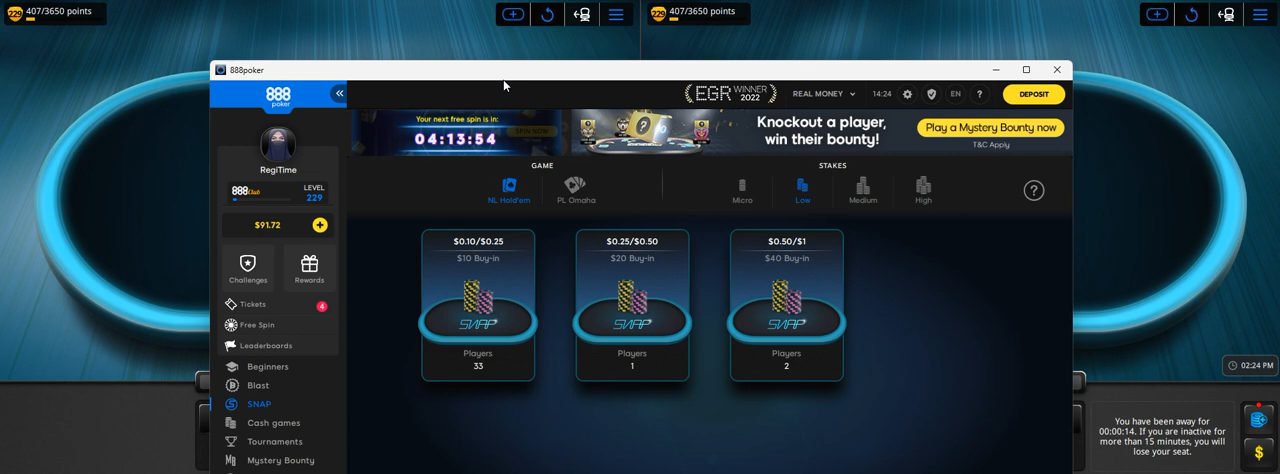 229 407/3650 points
229 407/3650 points
888poker
888
poker
EGR WINNER
2022
REAL MONEY
14:24
EN
?
DEPOSIT
Your next free spin is in:
04:13:54
SPIN NOW
Knockout a player,
win their bounty!
Play a Mystery Bounty now
T&C Apply
RegiTime
888 Club
LEVEL
229
$91.72
Challenges
Rewards
Tickets
4
Free Spin
Leaderboards
Beginners
Blast
SNAP
Cash games
Tournaments
Mystery Bounty
GAME
NL Hold'em
PL Omaha
STAKES
Micro
Low
Medium
High
?
$0.10/$0.25
$10 Buy-in
SNAP
Players
33
$0.25/$0.50
$20 Buy-in
SNAP
Players
1
$0.50/$1
$40 Buy-in
SNAP
Players
2
02:24 PM
You have been away for
00:00:14. If you are inactive for
more than 15 minutes, you will
lose your seat.
$